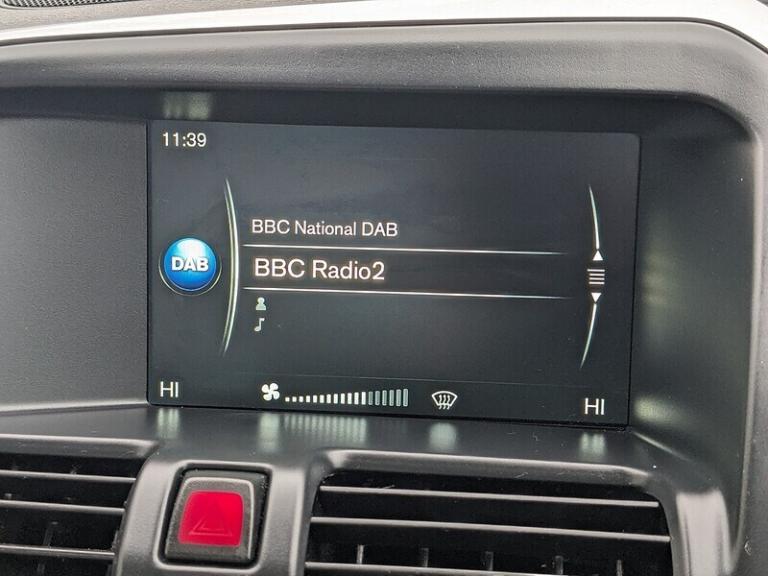 11:39
BBC National DAB
DAB
BBC Radio2
HI
HI